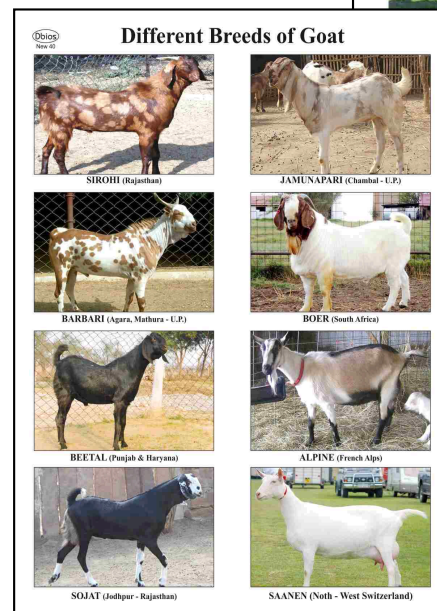 Dbios
New 40
Different Breeds of Goat
SIROHI (Rajasthan)
JAMUNAPARI (Chambal - U.P.)
BARBARI (Agara, Mathura - U.P.)
BOER (South Africa)
BEETAL (Punjab & Haryana)
ALPINE (French Alps)
SOJAT (Jodhpur - Rajasthan)
SAANEN (Noth - West Switzerland)